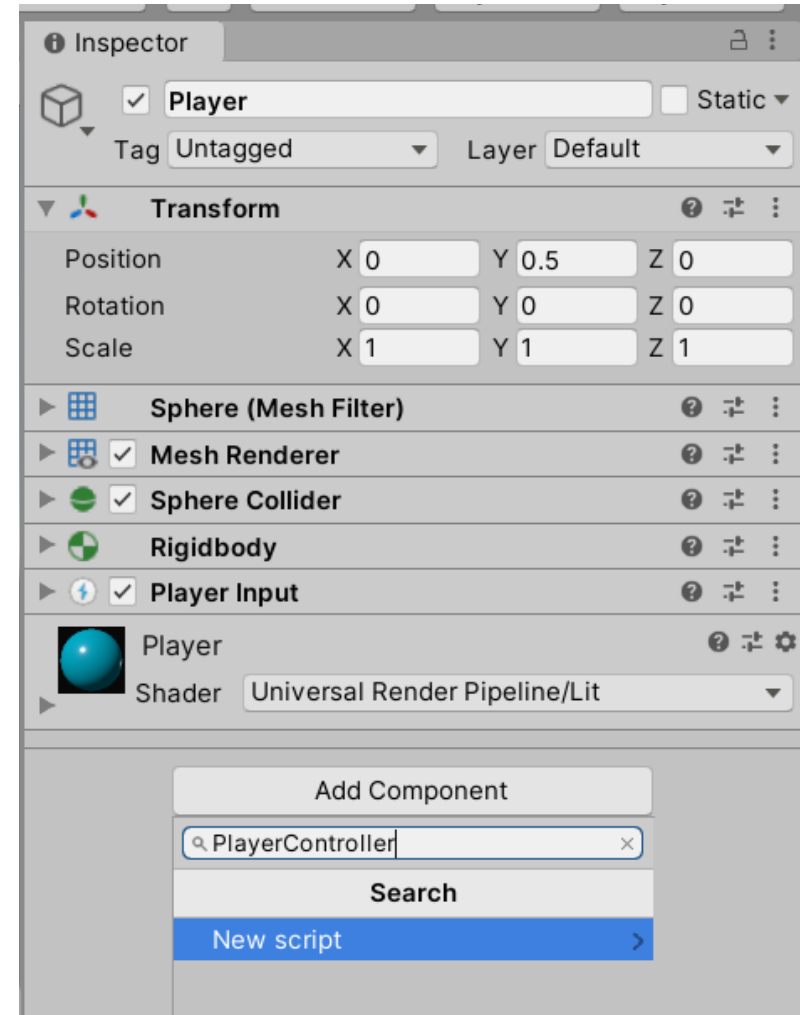 Inspector
Player
Static
Tag Untagged Layer Default
Transform
Position X 0 Y 0.5 Z 0
Rotation X 0 Y 0 Z 0
Scale X 1 Y 1 Z 1
Sphere (Mesh Filter)
Mesh Renderer
Sphere Collider
Rigidbody
Player Input
Player
Shader Universal Render Pipeline/Lit
Add Component
PlayerController
Search
New script